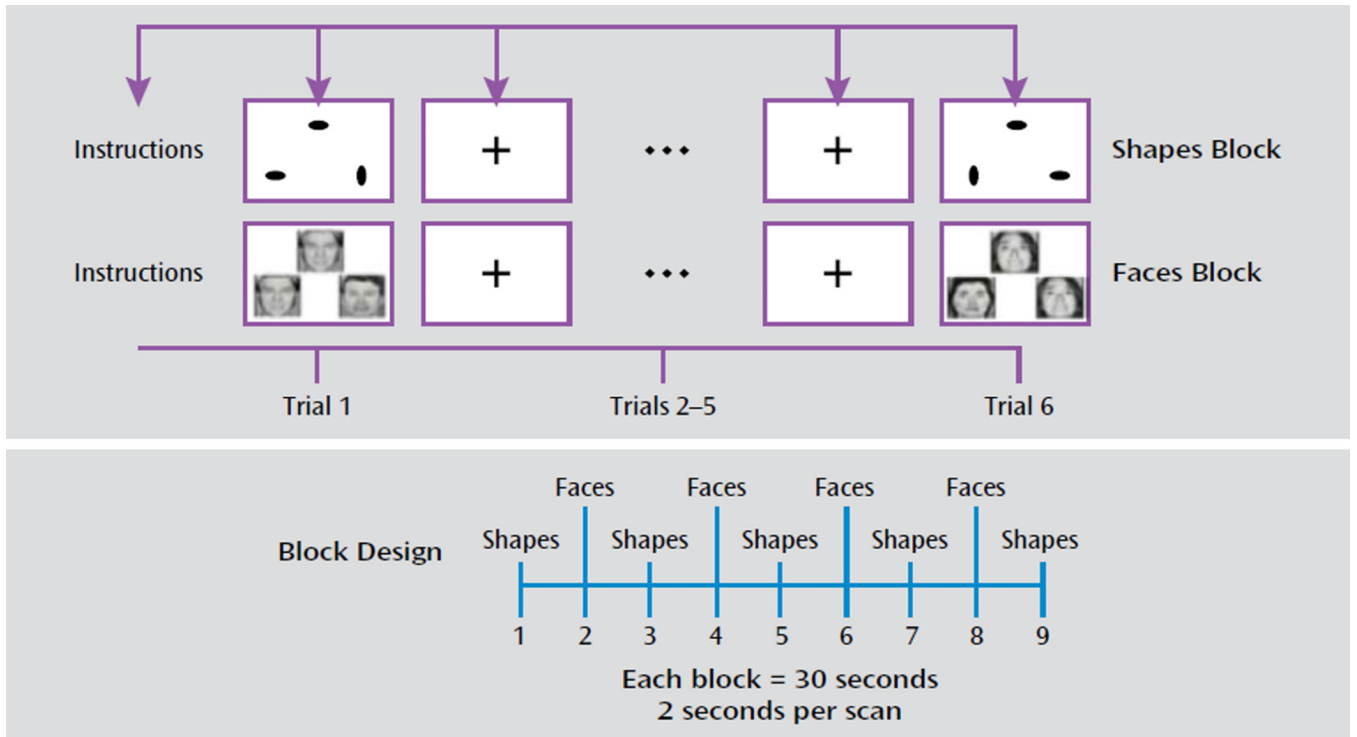 Instructions
+
...
+
Shapes Block
Instructions
+
...
+
Faces Block
Trial 1
Trials 2–5
Trial 6
Faces Faces Faces Faces
Block Design Shapes Shapes Shapes Shapes Shapes
1 2 3 4 5 6 7 8 9
Each block = 30 seconds
2 seconds per scan